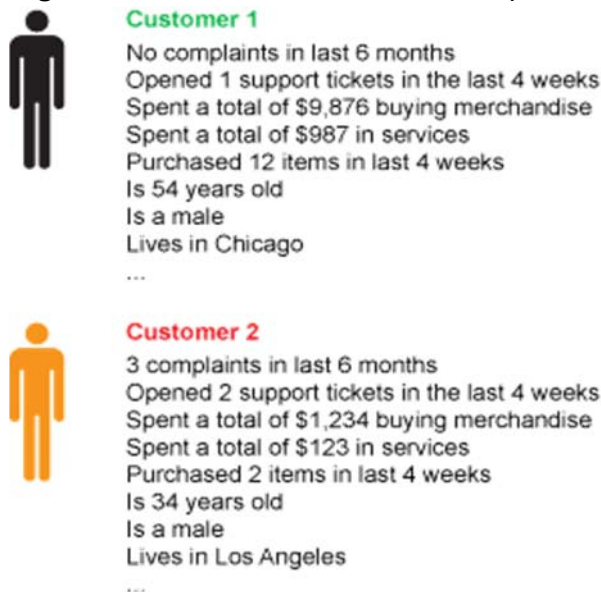 Customer 1
No complaints in last 6 months
Opened 1 support tickets in the last 4 weeks
Spent a total of $9,876 buying merchandise
Spent a total of $987 in services
Purchased 12 items in last 4 weeks
Is 54 years old
Is a male
Lives in Chicago
...
Customer 2
3 complaints in last 6 months
Opened 2 support tickets in the last 4 weeks
Spent a total of $1,234 buying merchandise
Spent a total of $123 in services
Purchased 2 items in last 4 weeks
Is 34 years old
Is a male
Lives in Los Angeles
...